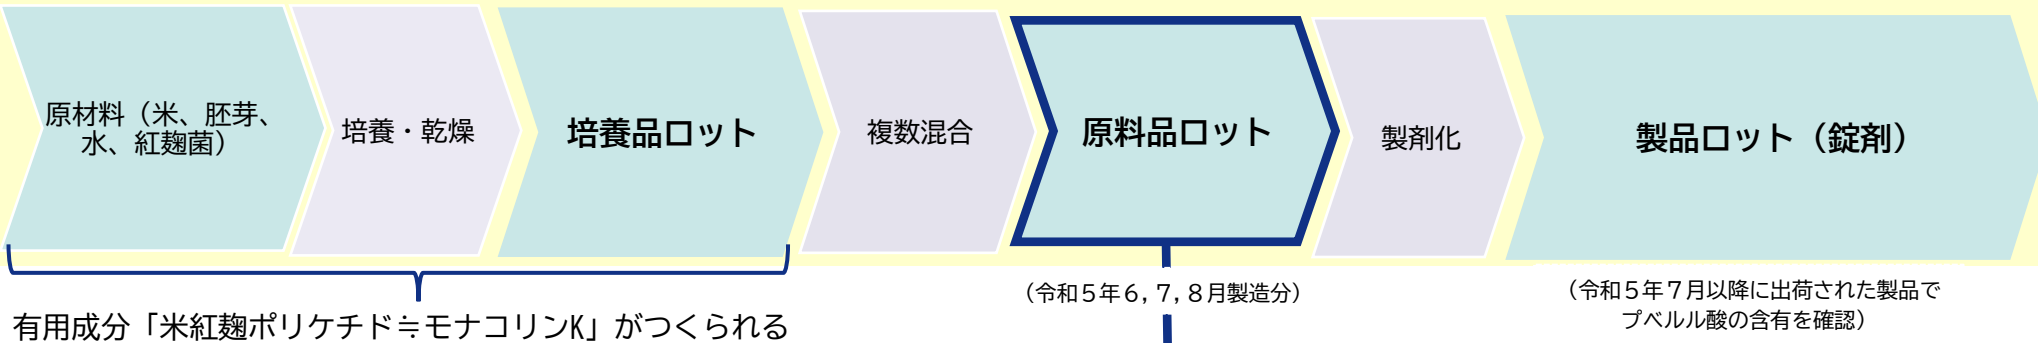 原材料（米、胚芽、
水、紅麹菌）
培養・乾燥
培養品ロット
複数混合
原料品ロット
製剤化
製品ロット（錠剤）
有用成分「米紅麹ポリケチド≒モナコリンK」がつくられる
（令和５年６,７,８月製造分）
（令和５年７月以降に出荷された製品で
プベルル酸の含有を確認）